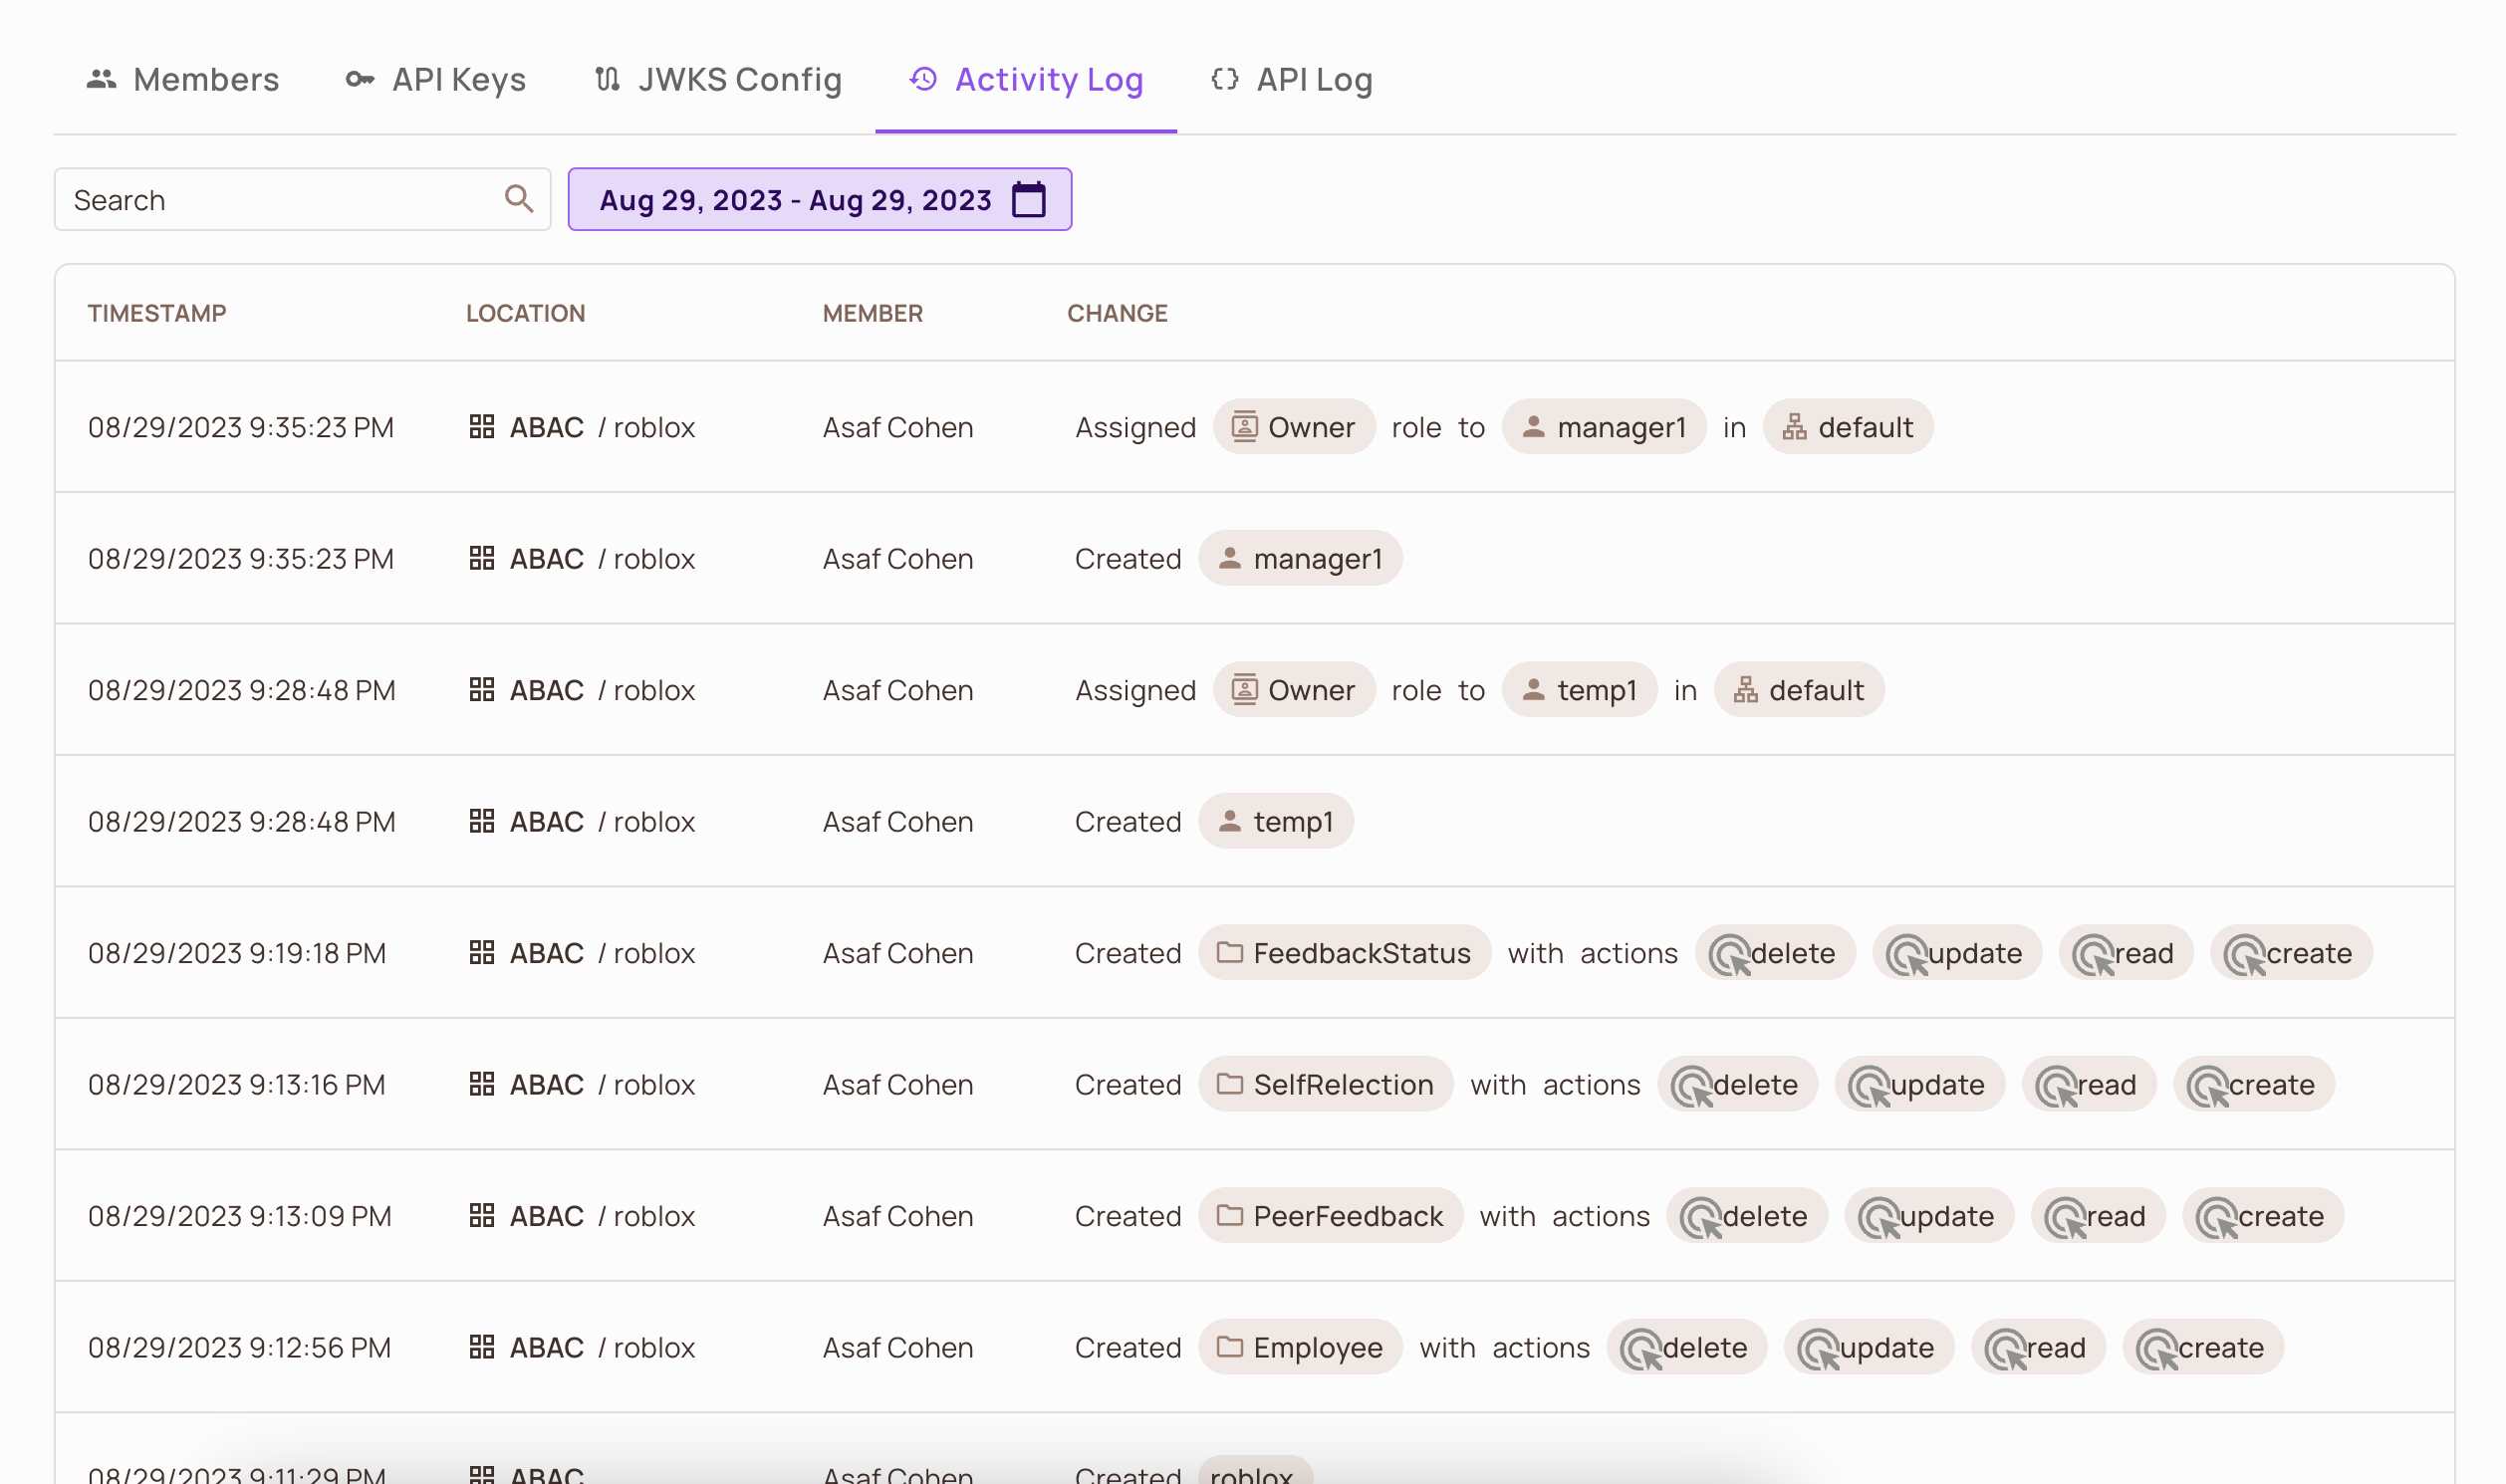 Members API Keys JWKS Config Activity Log API Log
Search Aug 29, 2023 - Aug 29, 2023
TIMESTAMP LOCATION MEMBER CHANGE
08/29/2023 9:35:23 PM ABAC / roblox Asaf Cohen Assigned Owner role to manager1 in default
08/29/2023 9:35:23 PM ABAC / roblox Asaf Cohen Created manager1
08/29/2023 9:28:48 PM ABAC / roblox Asaf Cohen Assigned Owner role to temp1 in default
08/29/2023 9:28:48 PM ABAC / roblox Asaf Cohen Created temp1
08/29/2023 9:19:18 PM ABAC / roblox Asaf Cohen Created FeedbackStatus with actions delete update read create
08/29/2023 9:13:16 PM ABAC / roblox Asaf Cohen Created SelfRelection with actions delete update read create
08/29/2023 9:13:09 PM ABAC / roblox Asaf Cohen Created PeerFeedback with actions delete update read create
08/29/2023 9:12:56 PM ABAC / roblox Asaf Cohen Created Employee with actions delete update read create
08/29/2023 9:11:29 PM ABAC Asaf Cohen Created roblox